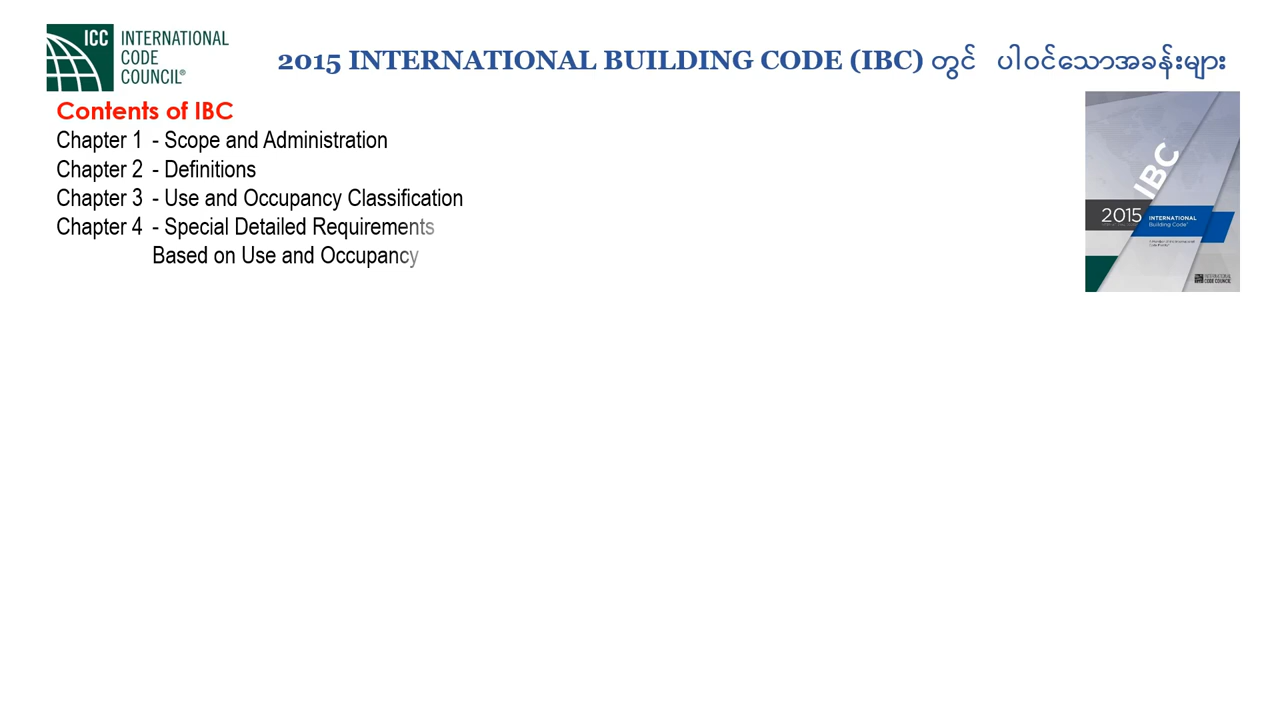 ICC INTERNATIONAL
CODE
COUNCIL®
2015 INTERNATIONAL BUILDING CODE (IBC) တွင် ပါဝင်သောအခန်းများ
Contents of IBC
Chapter 1 - Scope and Administration
Chapter 2 - Definitions
Chapter 3 - Use and Occupancy Classification
Chapter 4 - Special Detailed Requirements
Based on Use and Occupancy
IBC
2015
INTERNATIONAL
Building Code®
INTERNATIONAL
CODE COUNCIL